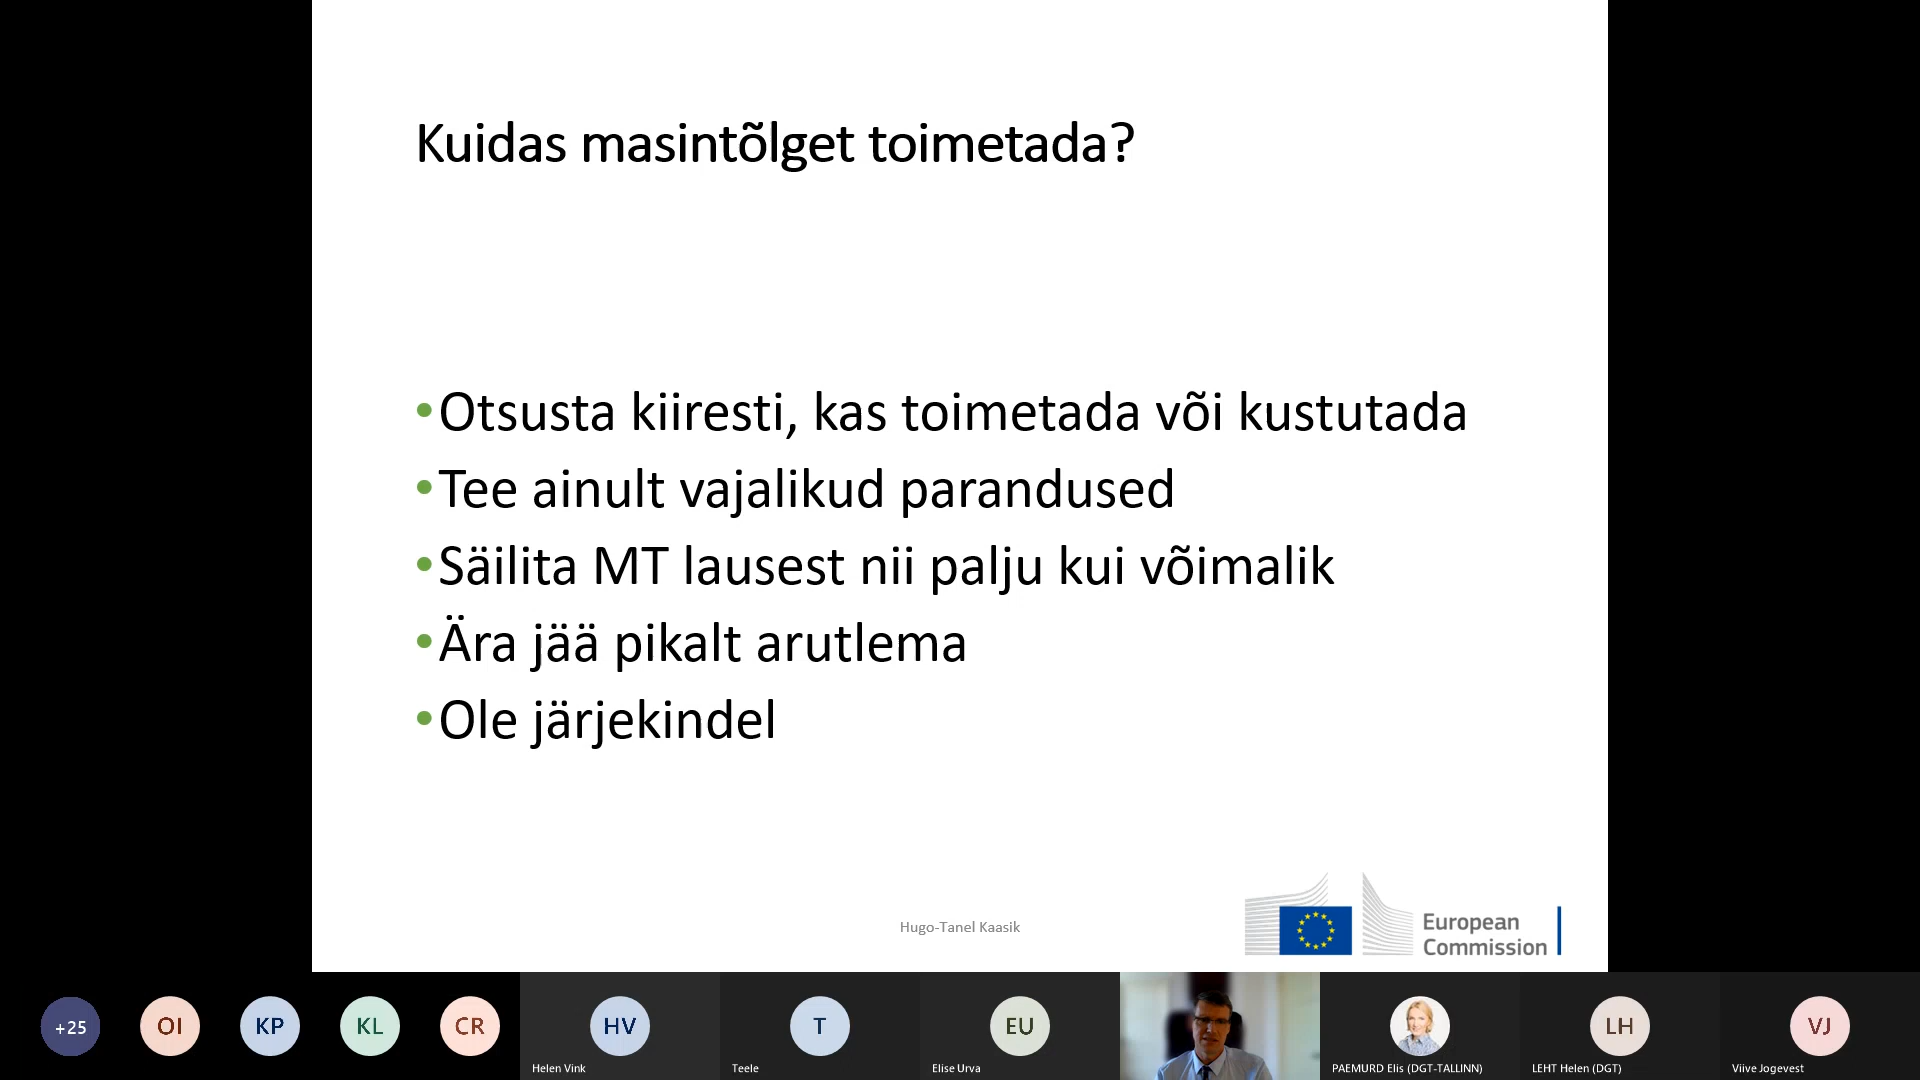 Kuidas masintõlget toimetada?
•Otsusta kiiresti, kas toimetada või kustutada
•Tee ainult vajalikud parandused
•Säilita MT lausest nii palju kui võimalik
•Ära jää pikalt arutlema
•Ole järjekindel
Hugo-Tanel Kaasik
European
Commission
+25
OI
KP
KL
CR
HV
Helen Vink
T
Teele
EU
Elise Urva
PAEMURD Elis (DGT-TALLINN)
LH
LEHT Helen (DGT)
VJ
Viive Jogevest